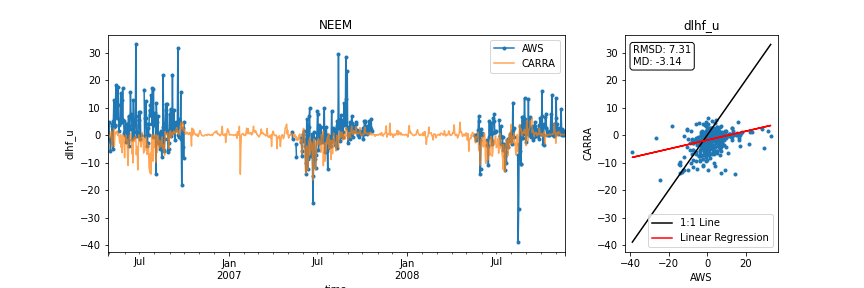 NEEM
dlhf_u
30
20
10
0
−10
−20
−30
−40
dlhf_u
AWS
CARRA
Jul
Jan
2007
Jul
Jan
2008
Jul
time
dlhf_u
RMSD: 7.31
MD: -3.14
30
20
10
0
−10
−20
−30
−40
CARRA
1:1 Line
Linear Regression
−40
−20
0
20
AWS